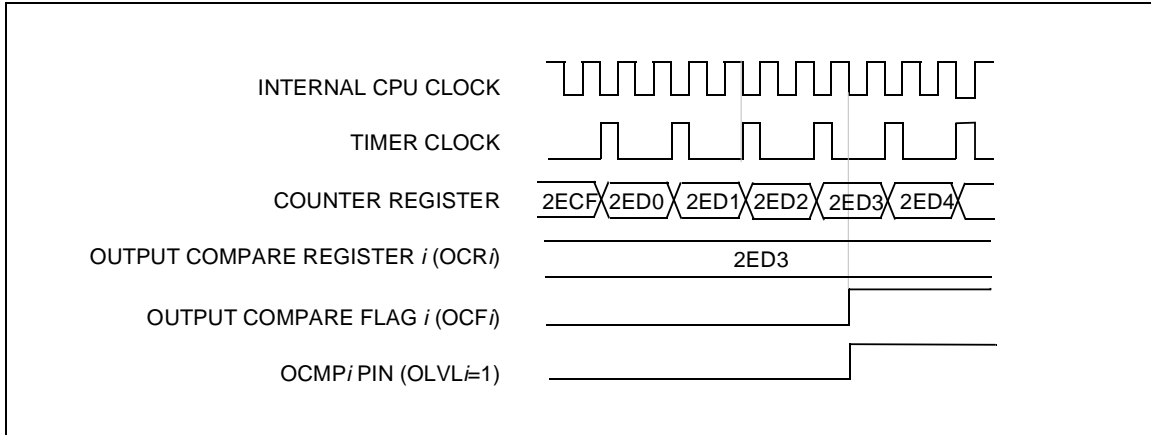 INTERNAL CPU CLOCK
TIMER CLOCK
COUNTER REGISTER 2ECF 2ED0 2ED1 2ED2 2ED3 2ED4
OUTPUT COMPARE REGISTER i (OCRi) 2ED3
OUTPUT COMPARE FLAG i (OCFi)
OCMPi PIN (OLVLi=1)